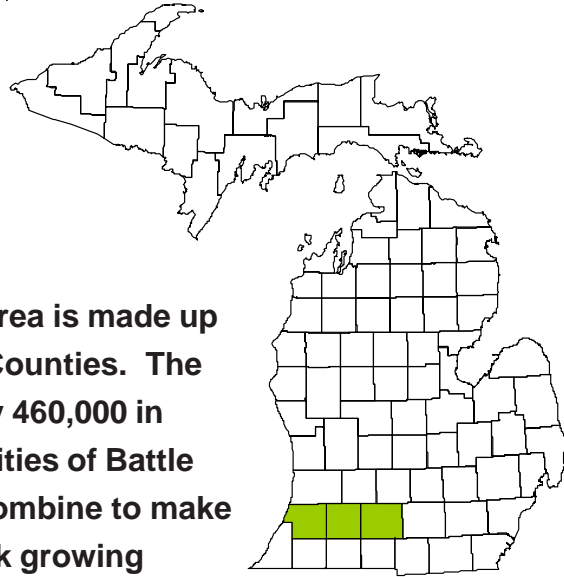 rea is made up
Counties. The
y 460,000 in
ities of Battle
ombine to make
k growing